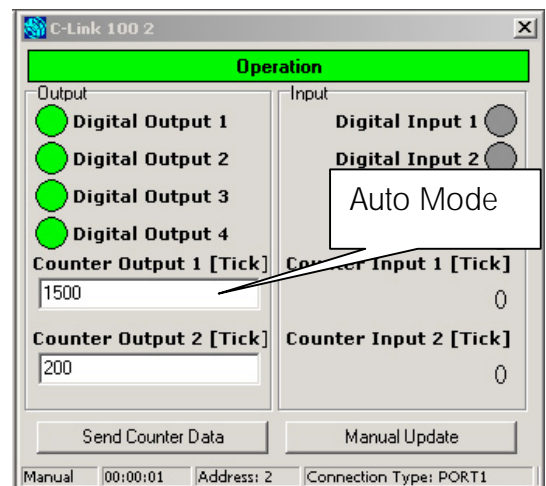 C-Link 100 2
Operation
Output
Input
Digital Output 1
Digital Input 1
Digital Output 2
Digital Input 2
Digital Output 3
Digital Output 4
Auto Mode
Counter Output 1 [Tick]
Counter Input 1 [Tick]
1500
0
Counter Output 2 [Tick]
Counter Input 2 [Tick]
200
0
Send Counter Data
Manual Update
Manual
00:00:01
Address: 2
Connection Type: PORT1